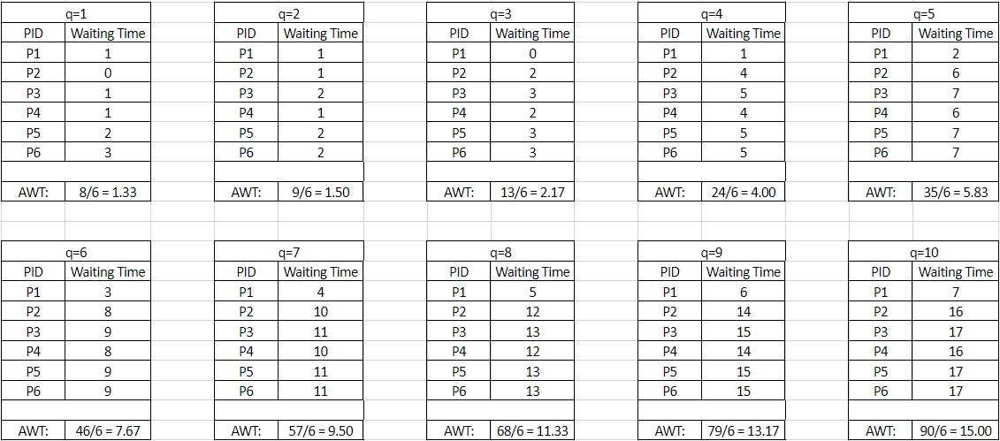 q=1 q=2 q=3 q=4 q=5
PID Waiting Time PID Waiting Time PID Waiting Time PID Waiting Time PID Waiting Time
P1 1 P1 1 P1 0 P1 1 P1 2
P2 0 P2 1 P2 2 P2 4 P2 6
P3 1 P3 2 P3 3 P3 5 P3 7
P4 1 P4 1 P4 2 P4 4 P4 6
P5 2 P5 2 P5 3 P5 5 P5 7
P6 3 P6 2 P6 3 P6 5 P6 7
AWT: 8/6 = 1.33 AWT: 9/6 = 1.50 AWT: 13/6 = 2.17 AWT: 24/6 = 4.00 AWT: 35/6 = 5.83
q=6 q=7 q=8 q=9 q=10
PID Waiting Time PID Waiting Time PID Waiting Time PID Waiting Time PID Waiting Time
P1 3 P1 4 P1 5 P1 6 P1 7
P2 8 P2 10 P2 12 P2 14 P2 16
P3 9 P3 11 P3 13 P3 15 P3 17
P4 8 P4 10 P4 12 P4 14 P4 16
P5 9 P5 11 P5 13 P5 15 P5 17
P6 9 P6 11 P6 13 P6 15 P6 17
AWT: 46/6 = 7.67 AWT: 57/6 = 9.50 AWT: 68/6 = 11.33 AWT: 79/6 = 13.17 AWT: 90/6 = 15.00